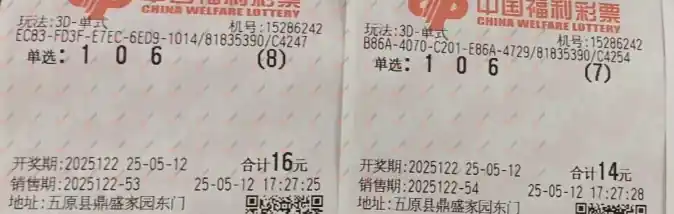 中国福利彩票
CHINA WELFARE LOTTERY
玩法:3D-单式
机号:15286242
EC83-FD3F-E7EC-6ED9-1014/81835390/C4247
单选: 1 0 6 (8)
开奖期:2025122 25-05-12 合计16元
销售期:2025122-53 25-05-12 17:27:25
地址: 五原县鼎盛家园东门
中国福利彩票
CHINA WELFARE LOTTERY
玩法:3D-单式
机号:15286242
B86A-4070-C201-E86A-4729/81835390/C4254
单选: 1 0 6 (7)
开奖期:2025122 25-05-12 合计14元
销售期:2025122-54 25-05-12 17:27:28
地址: 五原县鼎盛家园东门